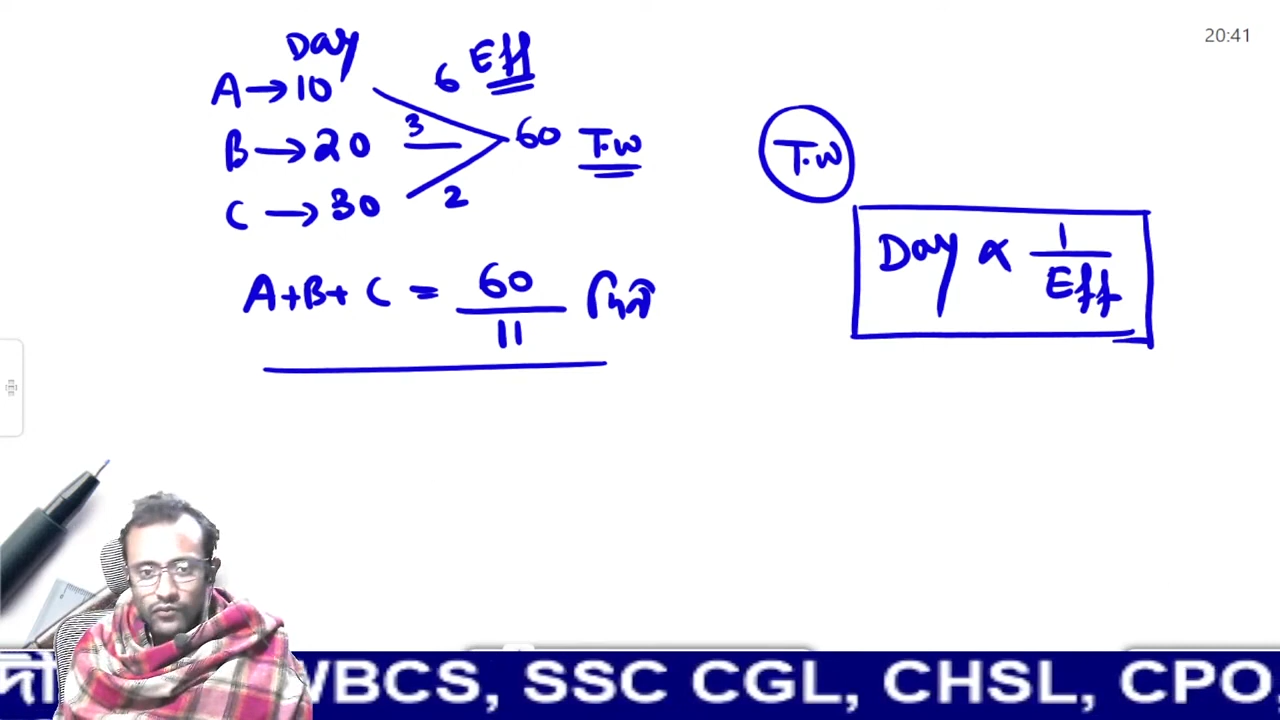 20:41
Day
A → 10 6 Eff
B → 20 3 60 T.W
C → 30 2
T.W
Day ∝ 1/Eff
A+B+C = 60/11 দিনে
WBCS, SSC CGL, CHSL, CPO,